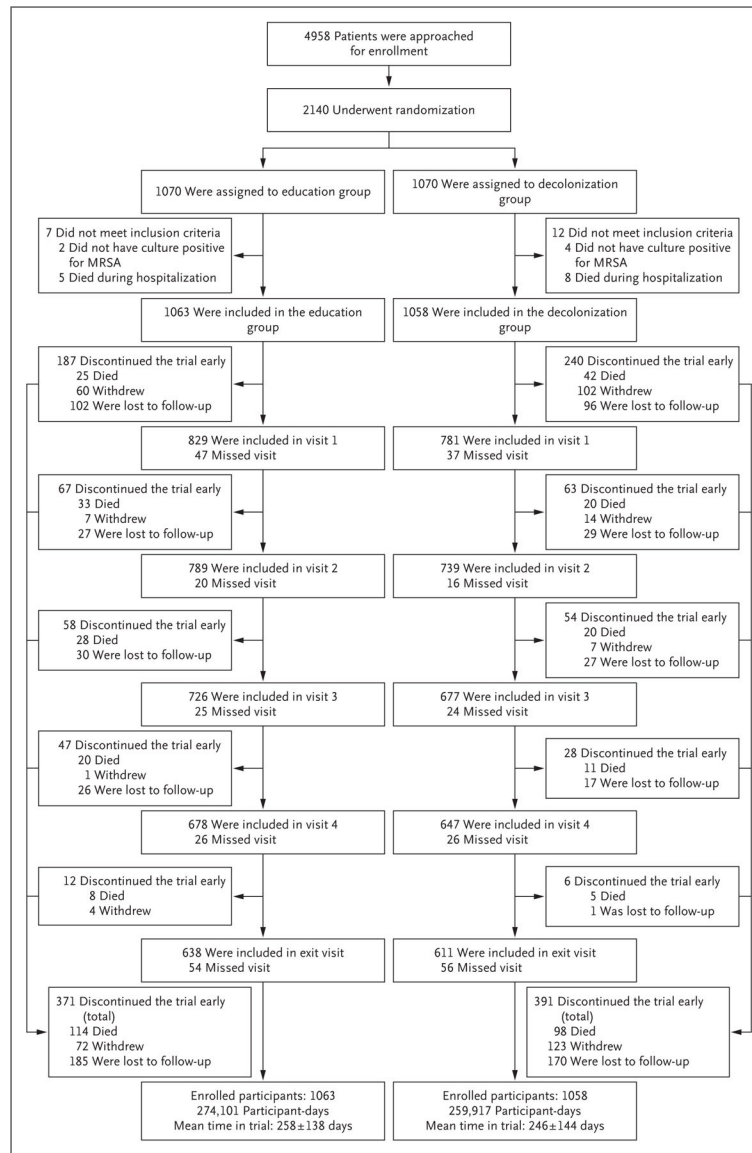 4958 Patients were approached
for enrollment
2140 Underwent randomization
1070 Were assigned to education group
1070 Were assigned to decolonization
group
7 Did not meet inclusion criteria
2 Did not have culture positive
for MRSA
5 Died during hospitalization
12 Did not meet inclusion criteria
4 Did not have culture positive
for MRSA
8 Died during hospitalization
1063 Were included in the education
group
1058 Were included in the decolonization
group
187 Discontinued the trial early
25 Died
60 Withdrew
102 Were lost to follow-up
240 Discontinued the trial early
42 Died
102 Withdrew
96 Were lost to follow-up
829 Were included in visit 1
47 Missed visit
781 Were included in visit 1
37 Missed visit
67 Discontinued the trial early
33 Died
7 Withdrew
27 Were lost to follow-up
63 Discontinued the trial early
20 Died
14 Withdrew
29 Were lost to follow-up
789 Were included in visit 2
20 Missed visit
739 Were included in visit 2
16 Missed visit
58 Discontinued the trial early
28 Died
30 Were lost to follow-up
54 Discontinued the trial early
20 Died
7 Withdrew
27 Were lost to follow-up
726 Were included in visit 3
25 Missed visit
677 Were included in visit 3
24 Missed visit
47 Discontinued the trial early
20 Died
1 Withdrew
26 Were lost to follow-up
28 Discontinued the trial early
11 Died
17 Were lost to follow-up
678 Were included in visit 4
26 Missed visit
647 Were included in visit 4
26 Missed visit
12 Discontinued the trial early
8 Died
4 Withdrew
6 Discontinued the trial early
5 Died
1 Was lost to follow-up
638 Were included in exit visit
54 Missed visit
611 Were included in exit visit
56 Missed visit
371 Discontinued the trial early
(total)
114 Died
72 Withdrew
185 Were lost to follow-up
391 Discontinued the trial early
(total)
98 Died
123 Withdrew
170 Were lost to follow-up
Enrolled participants: 1063
274,101 Participant-days
Mean time in trial: 258±138 days
Enrolled participants: 1058
259,917 Participant-days
Mean time in trial: 246±144 days